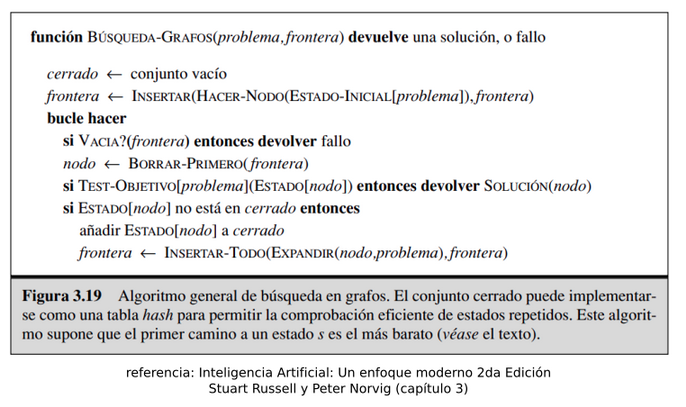 función BÚSQUEDA-GRAFOS(problema,frontera) devuelve una solución, o fallo
cerrado ← conjunto vacío
frontera ← INSERTAR(HACER-NODO(ESTADO-INICIAL[problema]),frontera)
bucle hacer
si VACIA?(frontera) entonces devolver fallo
nodo ← BORRAR-PRIMERO(frontera)
si TEST-OBJETIVO[problema](ESTADO[nodo]) entonces devolver SOLUCIÓN(nodo)
si ESTADO[nodo] no está en cerrado entonces
añadir ESTADO[nodo] a cerrado
frontera ← INSERTAR-TODO(EXPANDIR(nodo,problema),frontera)
Figura 3.19 Algoritmo general de búsqueda en grafos. El conjunto cerrado puede implementar-
se como una tabla hash para permitir la comprobación eficiente de estados repetidos. Este algorit-
mo supone que el primer camino a un estado s es el más barato (véase el texto).
referencia: Inteligencia Artificial: Un enfoque moderno 2da Edición
Stuart Russell y Peter Norvig (capítulo 3)